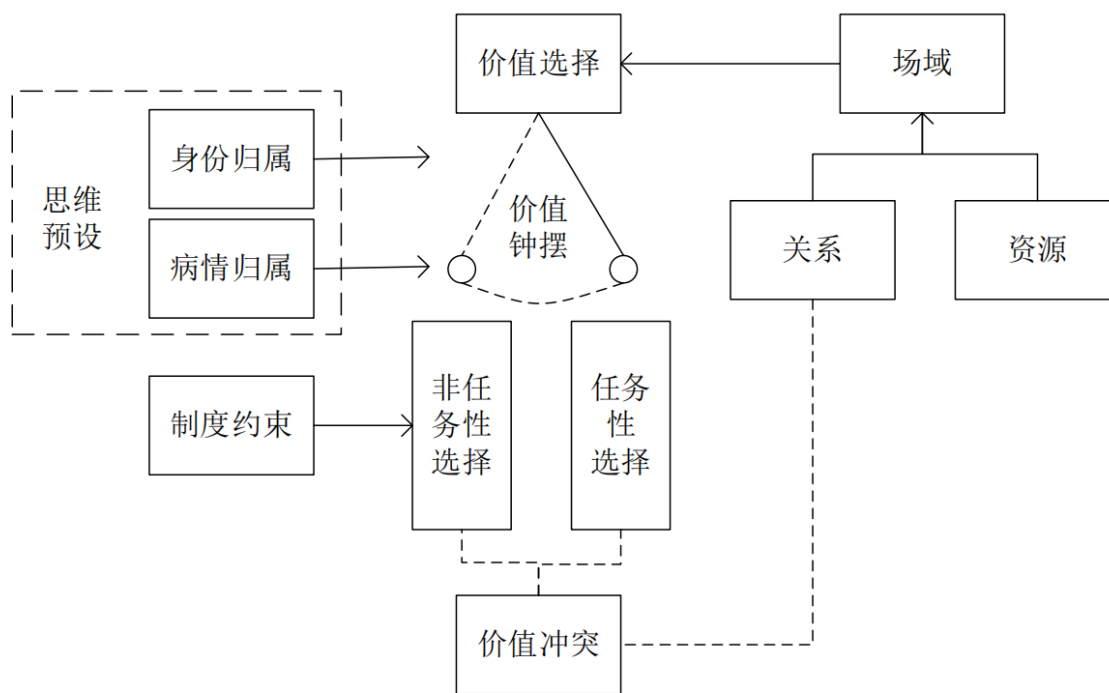 价值选择
场域
身份归属
思维
预设
病情归属
价值
钟摆
关系
资源
制度约束
非任
务性
选择
任务
性
选择
价值冲突